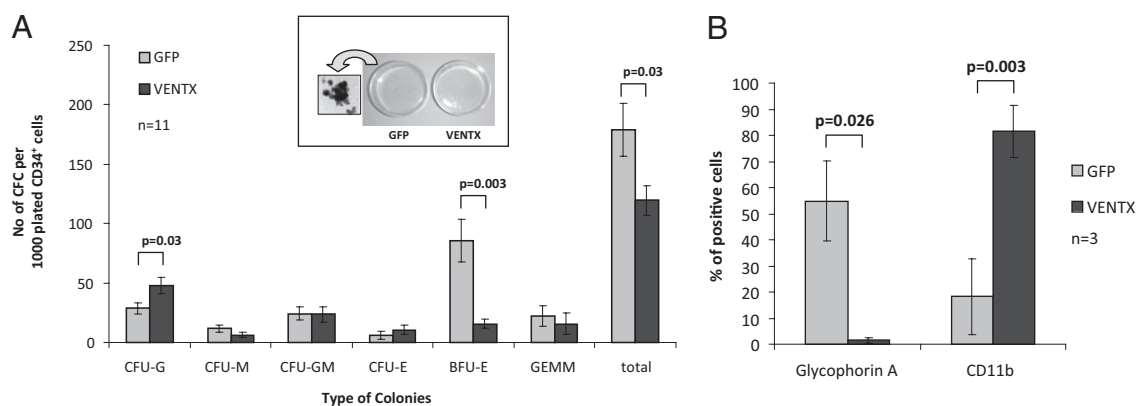 A
No of CFC per
1000 plated CD34⁺ cells
250
200
150
100
50
0
GFP
VENTX
n=11
GFP VENTX
p=0.03
p=0.003
p=0.03
CFU-G CFU-M CFU-GM CFU-E BFU-E GEMM total
Type of Colonies
B
% of positive cells
100
90
80
70
60
50
40
30
20
10
0
p=0.026
p=0.003
GFP
VENTX
n=3
Glycophorin A CD11b